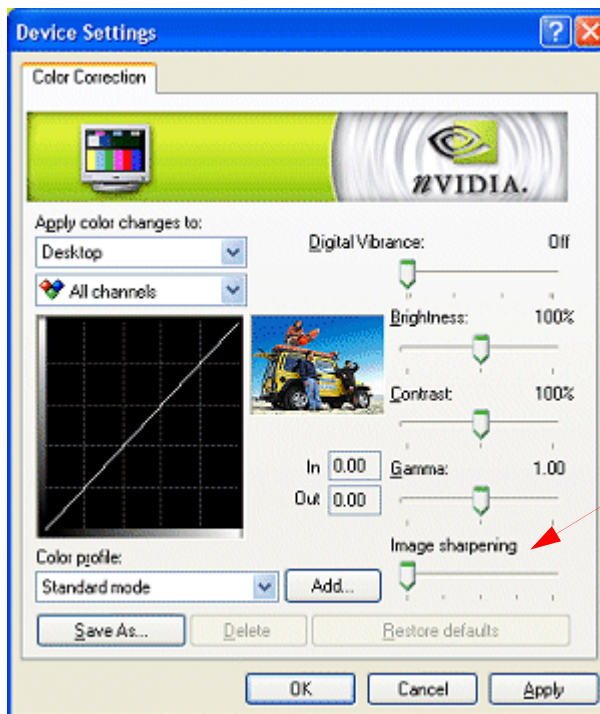 Device Settings
Color Correction
nVIDIA.
Apply color changes to:
Desktop
All channels
Digital Vibrance: Off
Brightness: 100%
Contrast: 100%
In 0.00
Out 0.00
Gamma: 1.00
Image sharpening
Color profile:
Standard mode
Add...
Save As...
Delete
Restore defaults
OK
Cancel
Apply